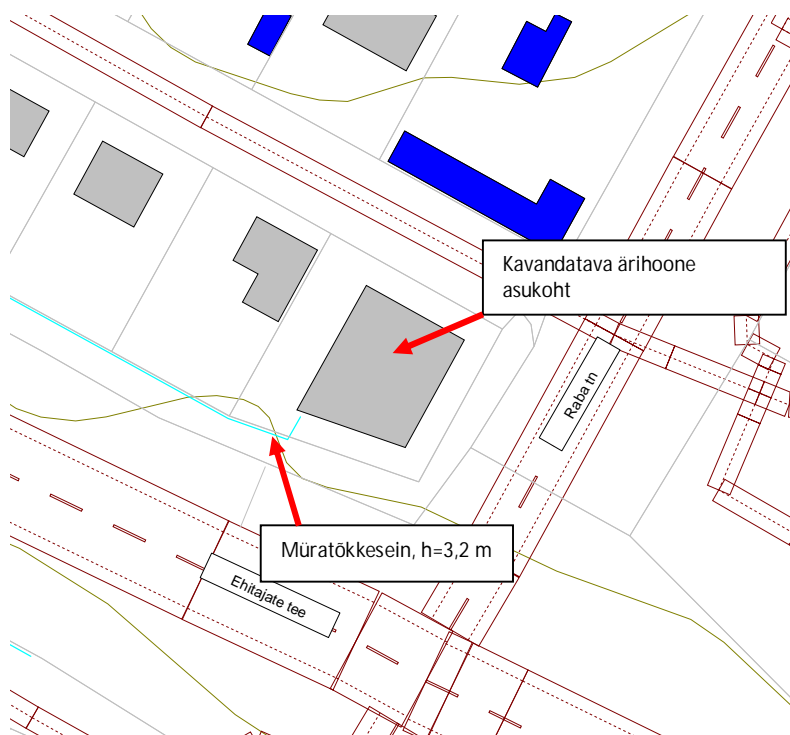 Kavandatava ärihoone
asukoht
Raba tn
Müratõkkesein, h=3,2 m
Ehitajate tee